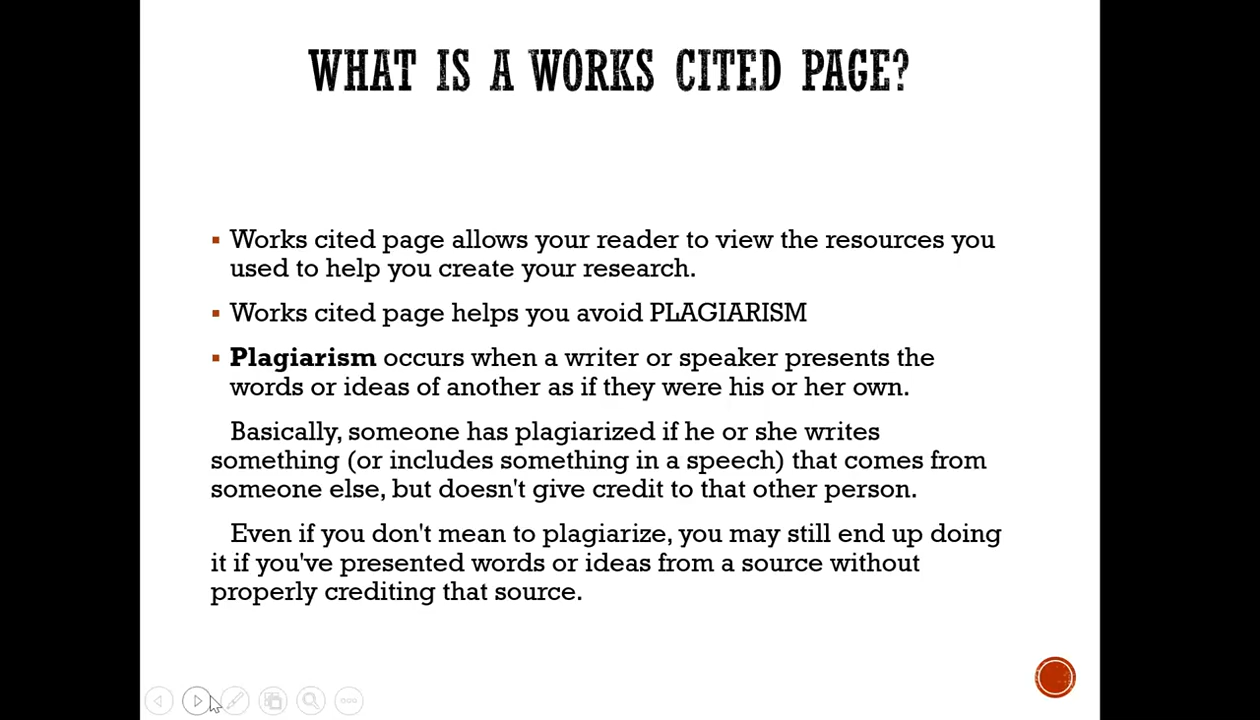 WHAT IS A WORKS CITED PAGE?
Works cited page allows your reader to view the resources you
used to help you create your research.
Works cited page helps you avoid PLAGIARISM
Plagiarism occurs when a writer or speaker presents the
words or ideas of another as if they were his or her own.
Basically, someone has plagiarized if he or she writes
something (or includes something in a speech) that comes from
someone else, but doesn't give credit to that other person.
Even if you don't mean to plagiarize, you may still end up doing
it if you've presented words or ideas from a source without
properly crediting that source.